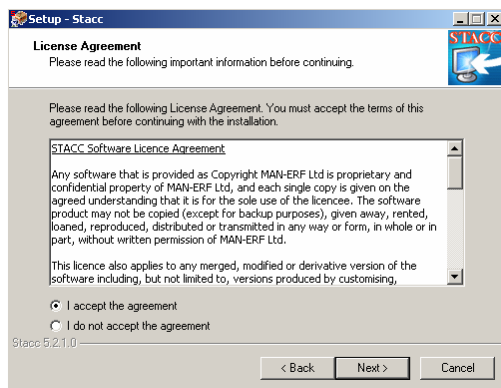 Setup - Stacc
License Agreement
Please read the following important information before continuing.
STACC
Please read the following License Agreement. You must accept the terms of this
agreement before continuing with the installation.
STACC Software Licence Agreement
Any software that is provided as Copyright MAN-ERF Ltd is proprietary and
confidential property of MAN-ERF Ltd, and each single copy is given on the
agreed understanding that it is for the sole use of the licencee. The software
product may not be copied (except for backup purposes), given away, rented,
loaned, reproduced, distributed or transmitted in any way or form, in whole or in
part, without written permission of MAN-ERF Ltd.
This licence also applies to any merged, modified or derivative version of the
software including, but not limited to, versions produced by customising,
I accept the agreement
I do not accept the agreement
Stacc 5.2.1.0
< Back
Next >
Cancel